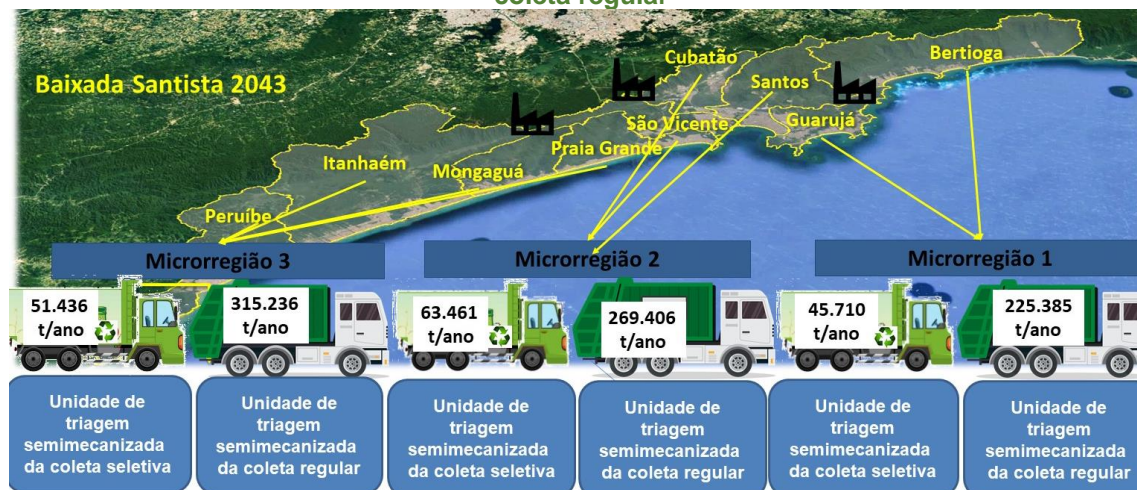 coleta regular
Baixada Santista 2043
Cubatão
Bertioga
Santos
São Vicente
Guarujá
Praia Grande
Itanhaém
Mongaguá
Peruíbe
Microrregião 3
Microrregião 2
Microrregião 1
51.436
t/ano
315.236
t/ano
63.461
t/ano
269.406
t/ano
45.710
t/ano
225.385
t/ano
Unidade de
triagem
semimecanizada
da coleta seletiva
Unidade de
triagem
semimecanizada
da coleta regular
Unidade de
triagem
semimecanizada
da coleta seletiva
Unidade de
triagem
semimecanizada
da coleta regular
Unidade de
triagem
semimecanizada
da coleta seletiva
Unidade de
triagem
semimecanizada
da coleta regular